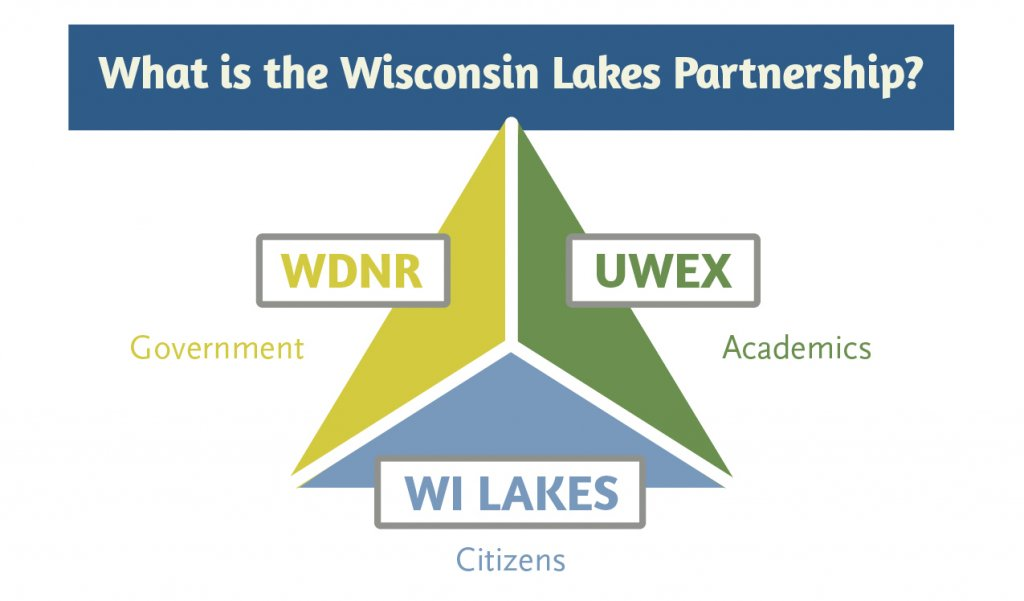 What is the Wisconsin Lakes Partnership?
WDNR
UWEX
Government
Academics
WI LAKES
Citizens